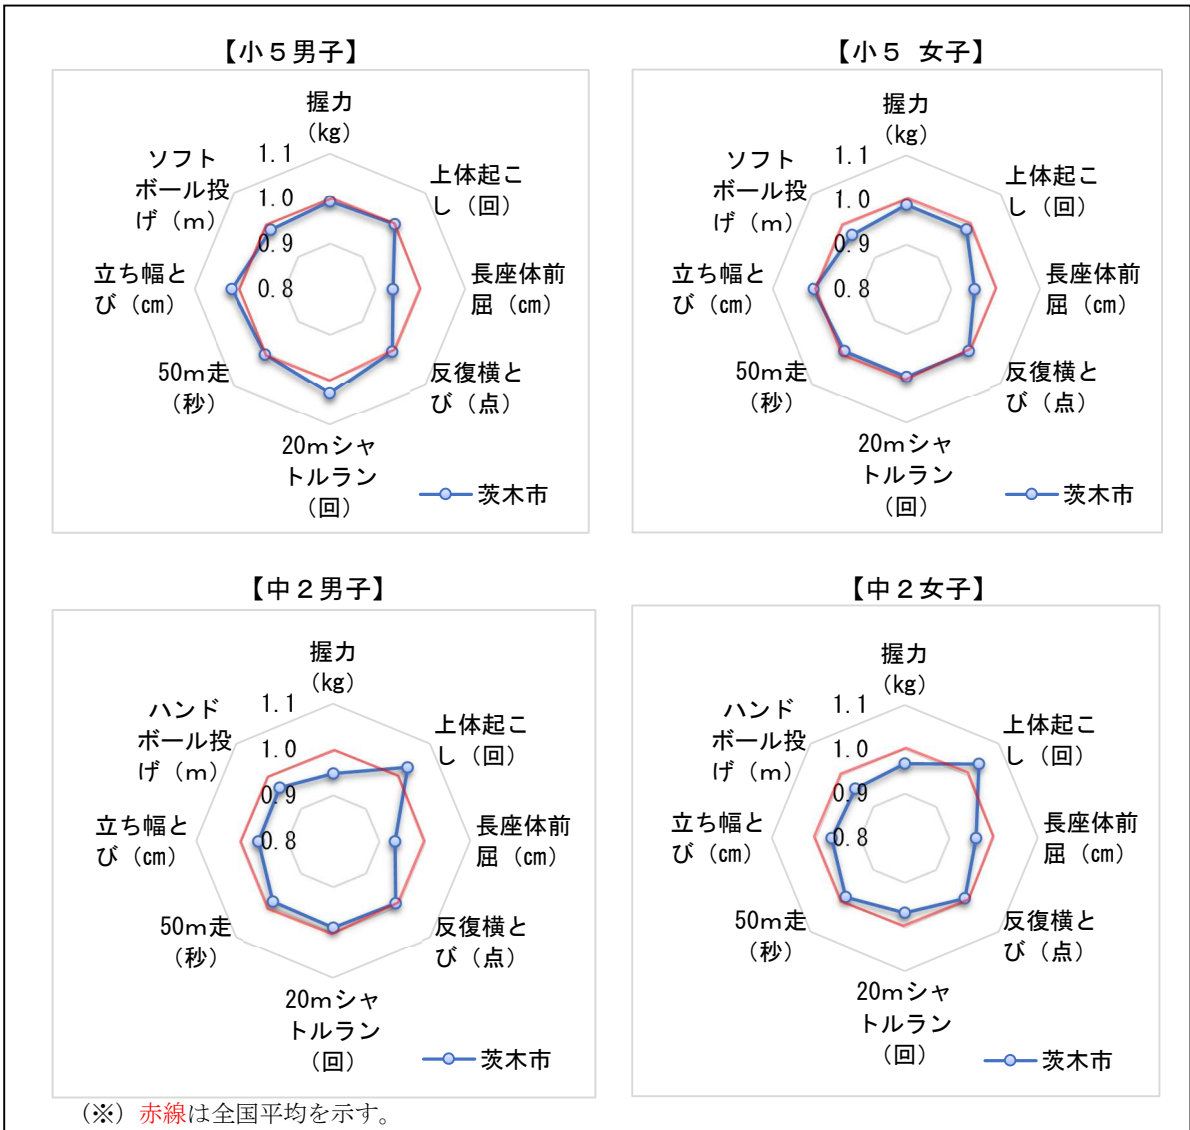 【小５男子】
握力
（kg）
上体起こ
し（回）
長座体前
屈（㎝）
反復横と
び（点）
20ｍシャ
トルラン
（回）
50ｍ走
（秒）
立ち幅と
び（㎝）
ソフト
ボール投
げ（ｍ）
1.1
1.0
0.9
0.8
茨木市
【小５ 女子】
握力
（kg）
上体起こ
し（回）
長座体前
屈（㎝）
反復横と
び（点）
20ｍシャ
トルラン
（回）
50ｍ走
（秒）
立ち幅と
び（㎝）
ソフト
ボール投
げ（ｍ）
1.1
1.0
0.9
0.8
茨木市
【中２男子】
握力
（kg）
上体起こ
し（回）
長座体前
屈（㎝）
反復横と
び（点）
20ｍシャ
トルラン
（回）
50ｍ走
（秒）
立ち幅と
び（㎝）
ハンド
ボール投
げ（ｍ）
1.1
1.0
0.9
0.8
茨木市
【中２女子】
握力
（kg）
上体起こ
し（回）
長座体前
屈（㎝）
反復横と
び（点）
20ｍシャ
トルラン
（回）
50ｍ走
（秒）
立ち幅と
び（㎝）
ハンド
ボール投
げ（ｍ）
1.1
1.0
0.9
0.8
茨木市
（※）赤線は全国平均を示す。